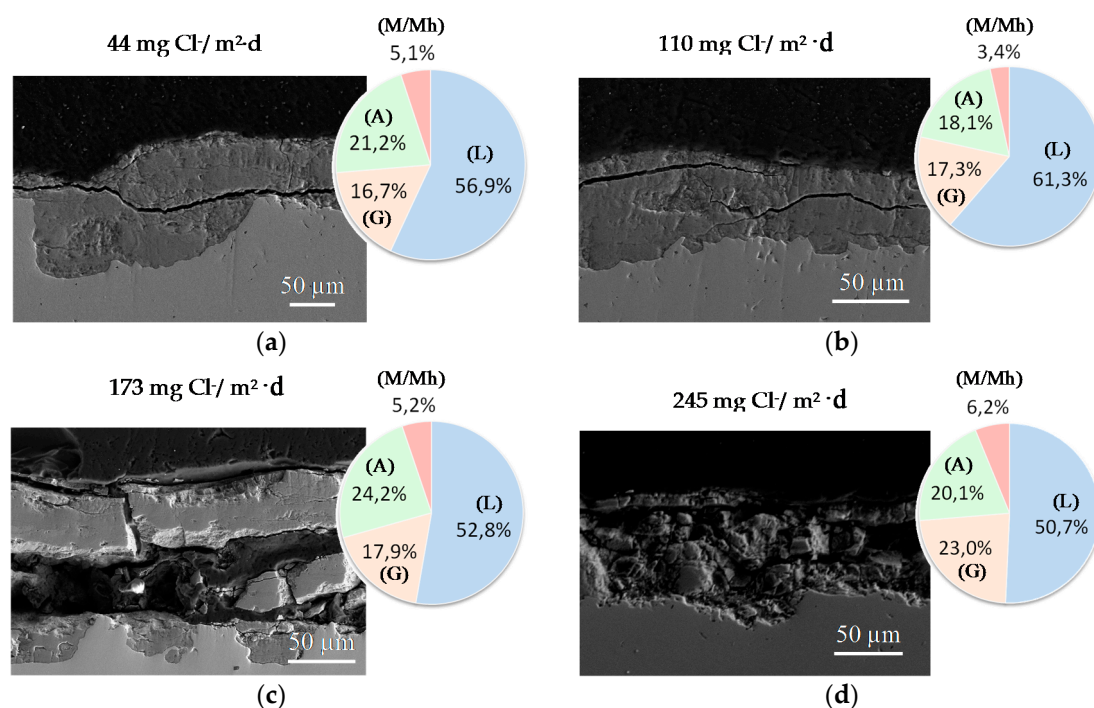 44 mg Cl-/ m²·d
(M/Mh)
5,1%
(A)
21,2%
(L)
56,9%
16,7%
(G)
50 µm
(a)
110 mg Cl-/ m² ·d
(M/Mh)
3,4%
(A)
18,1%
(L)
61,3%
17,3%
(G)
50 µm
(b)
173 mg Cl-/ m² ·d
(M/Mh)
5,2%
(A)
24,2%
(L)
52,8%
17,9%
(G)
50 µm
(c)
245 mg Cl-/ m² ·d
(M/Mh)
6,2%
(A)
20,1%
(L)
50,7%
23,0%
(G)
50 µm
(d)